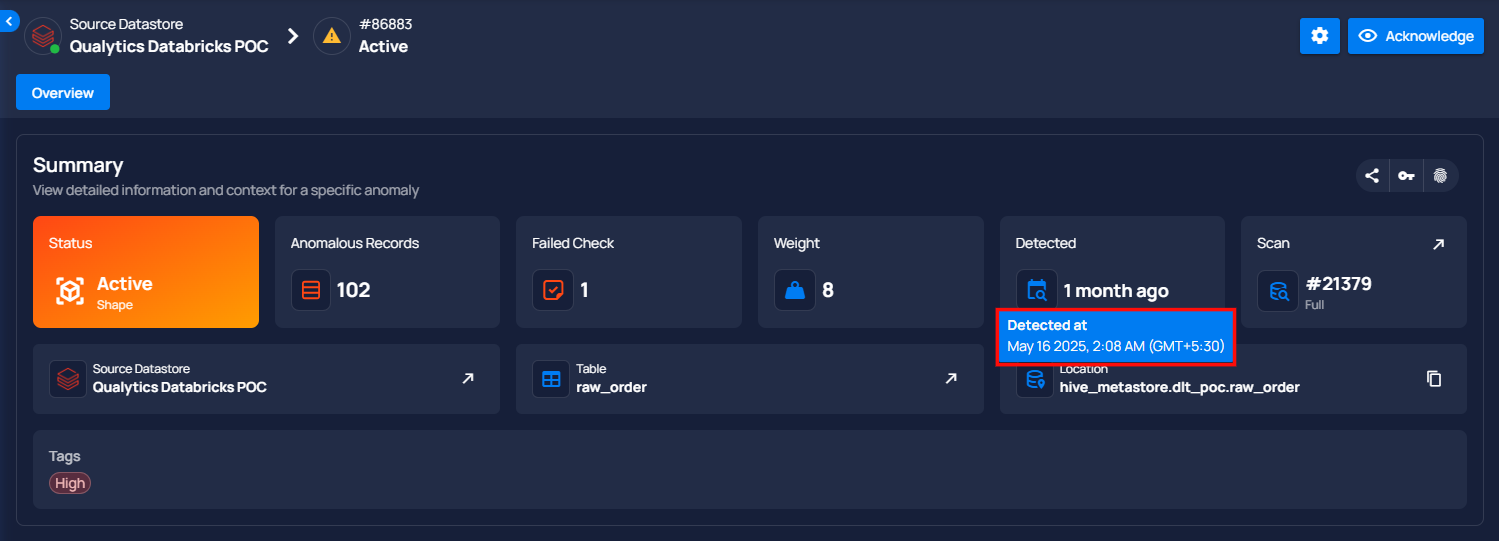 Source Datastore
Qualytics Databricks POC
#86883
Active
Acknowledge
Overview
Summary
View detailed information and context for a specific anomaly
Status
Active
Shape
Anomalous Records
102
Failed Check
1
Weight
8
Detected
1 month ago
Scan
#21379
Full
Detected at
May 16 2025, 2:08 AM (GMT+5:30)
Source Datastore
Qualytics Databricks POC
Table
raw_order
Location
hive_metastore.dlt_poc.raw_order
Tags
High